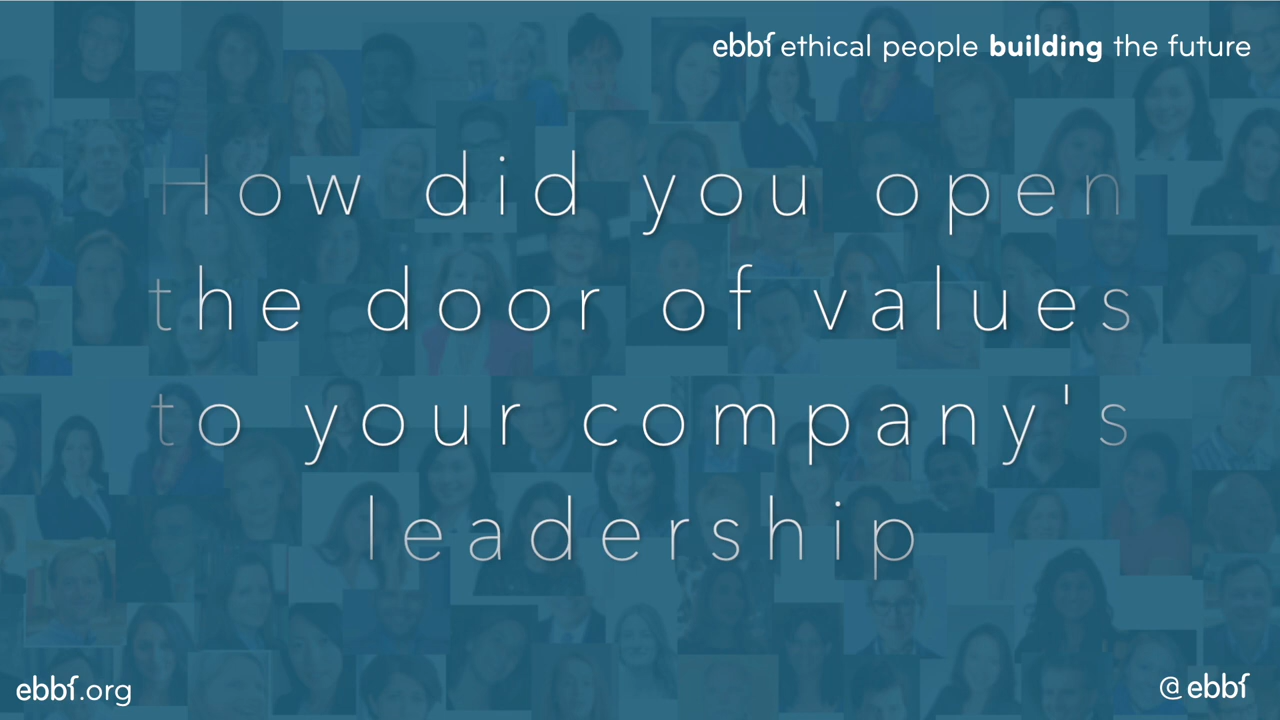 ebbf ethical people building the future
How did you open
the door of values
to your company's
leadership
ebbf.org
@ebbf